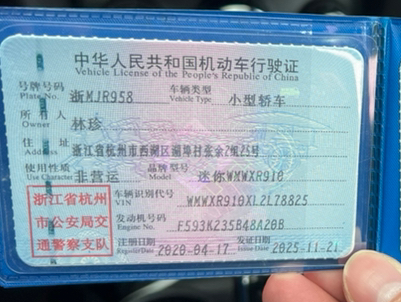 中华人民共和国机动车行驶证
Vehicle License of the People's Republic of China
号牌号码 浙MJR958 车辆类型 小型轿车
Plate No. Vehicle Type
所有人 林珍
Owner
住址 浙江省杭州市西湖区湖埠村张余2组25号
Address
使用性质 非营运 品牌型号 迷你WMWXR910
Use Character Model
浙江省杭州
市公安局交
通警察支队
车辆识别代号 WMWXR910XL2L78825
VIN
发动机号码 F593K235B48A20B
Engine No.
注册日期 2020-04-17 发证日期 2025-11-21
Register Date Issue Date